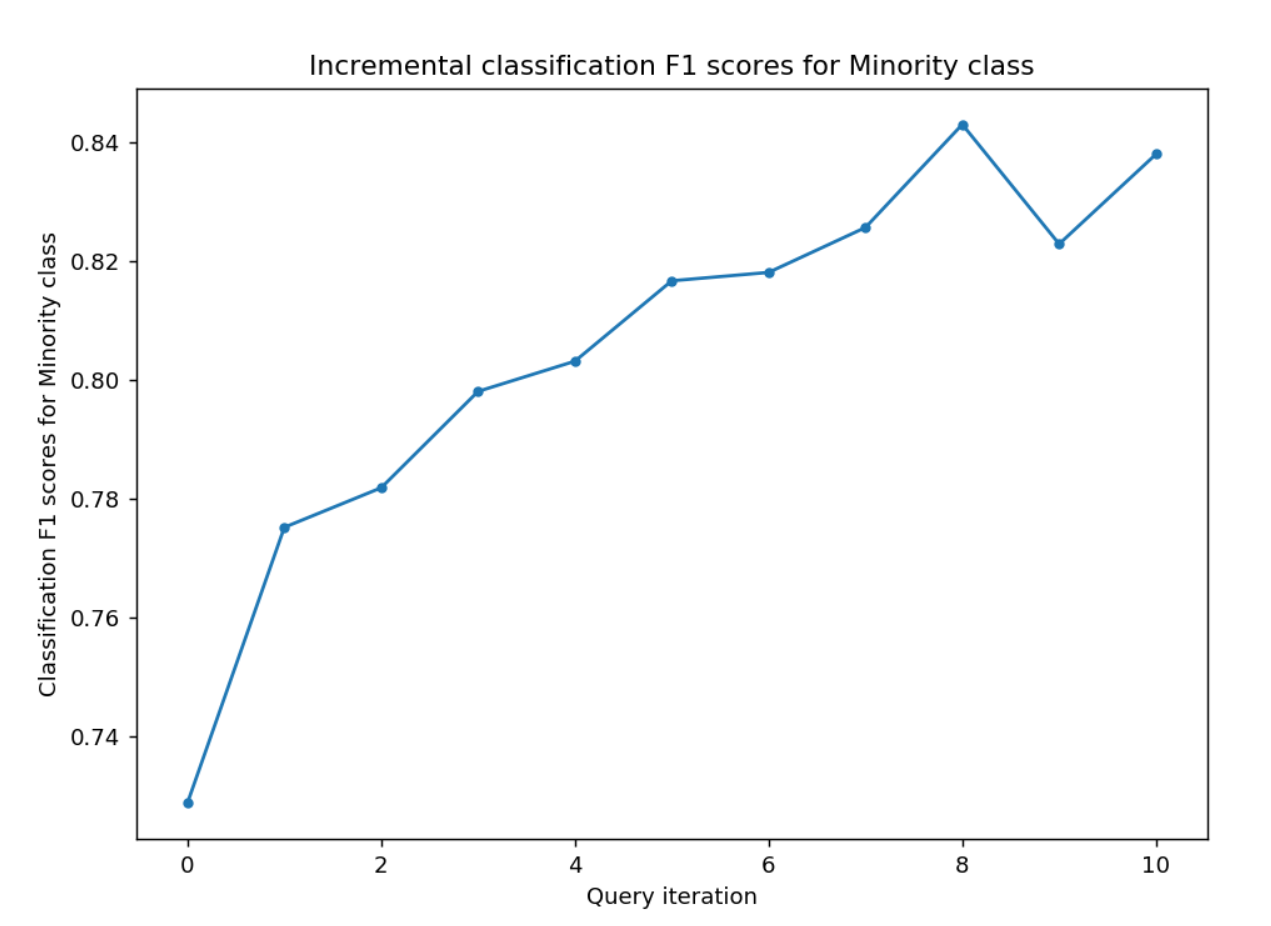 Incremental classification F1 scores for Minority class
Classification F1 scores for Minority class
0.84
0.82
0.80
0.78
0.76
0.74
0 2 4 6 8 10
Query iteration